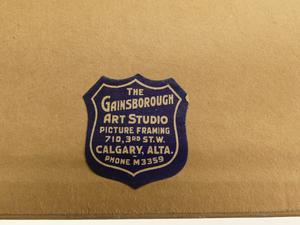 THE
GAINSBOROUGH
ART STUDIO
PICTURE FRAMING
710, 3RD ST. W.
CALGARY, ALTA.
PHONE M3359